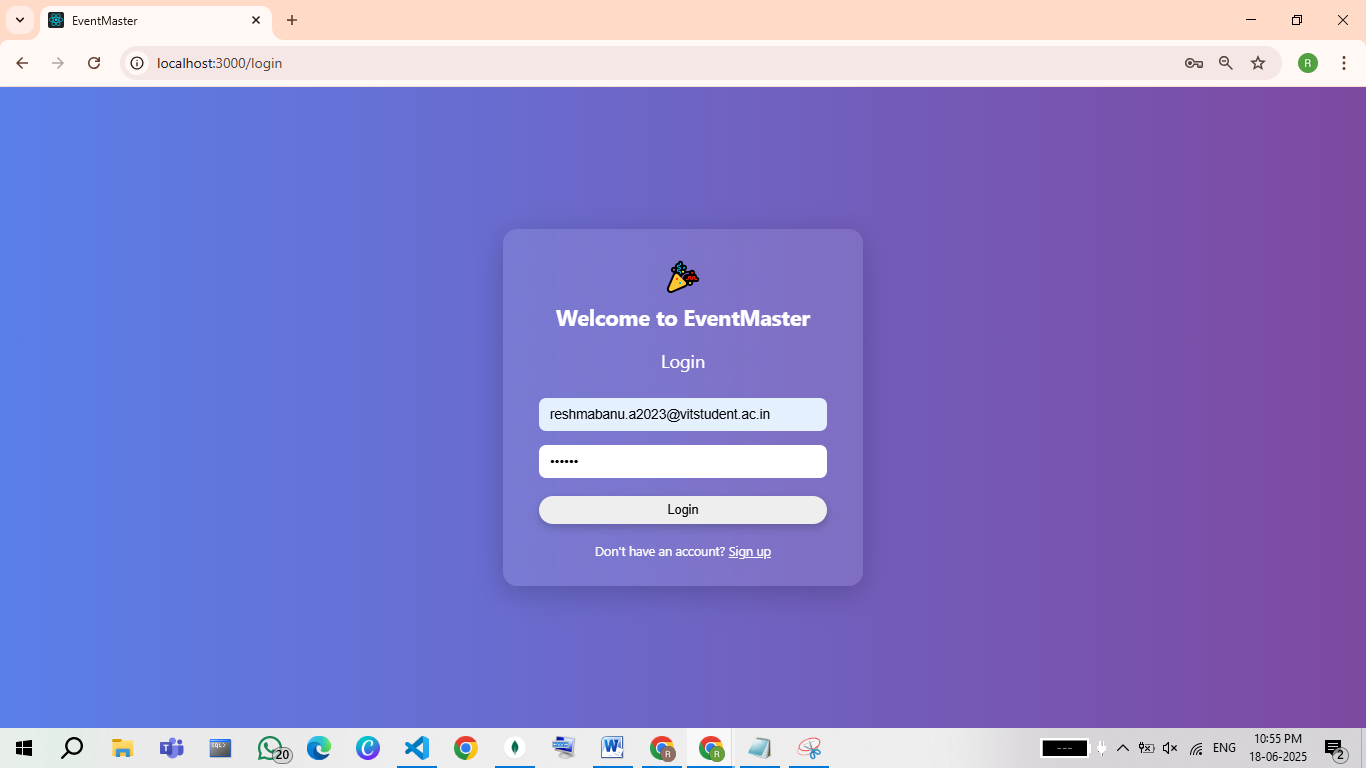 EventMaster
localhost:3000/login
R
Welcome to EventMaster
Login
reshmabanu.a2023@vitstudent.ac.in
••••••
Login
Don't have an account? Sign up
20
R
R
ENG
10:55 PM
18-06-2025
2